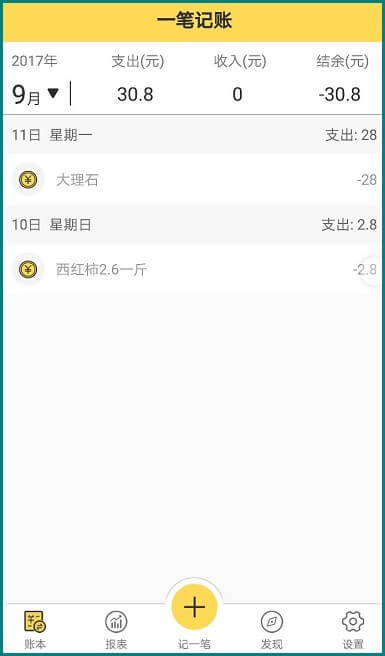 一笔记账
2017年 支出(元) 收入(元) 结余(元)
9月 30.8 0 -30.8
11日 星期一 支出: 28
大理石 -28
10日 星期日 支出: 2.8
西红柿2.6一斤 -2.8
账本 报表 记一笔 发现 设置